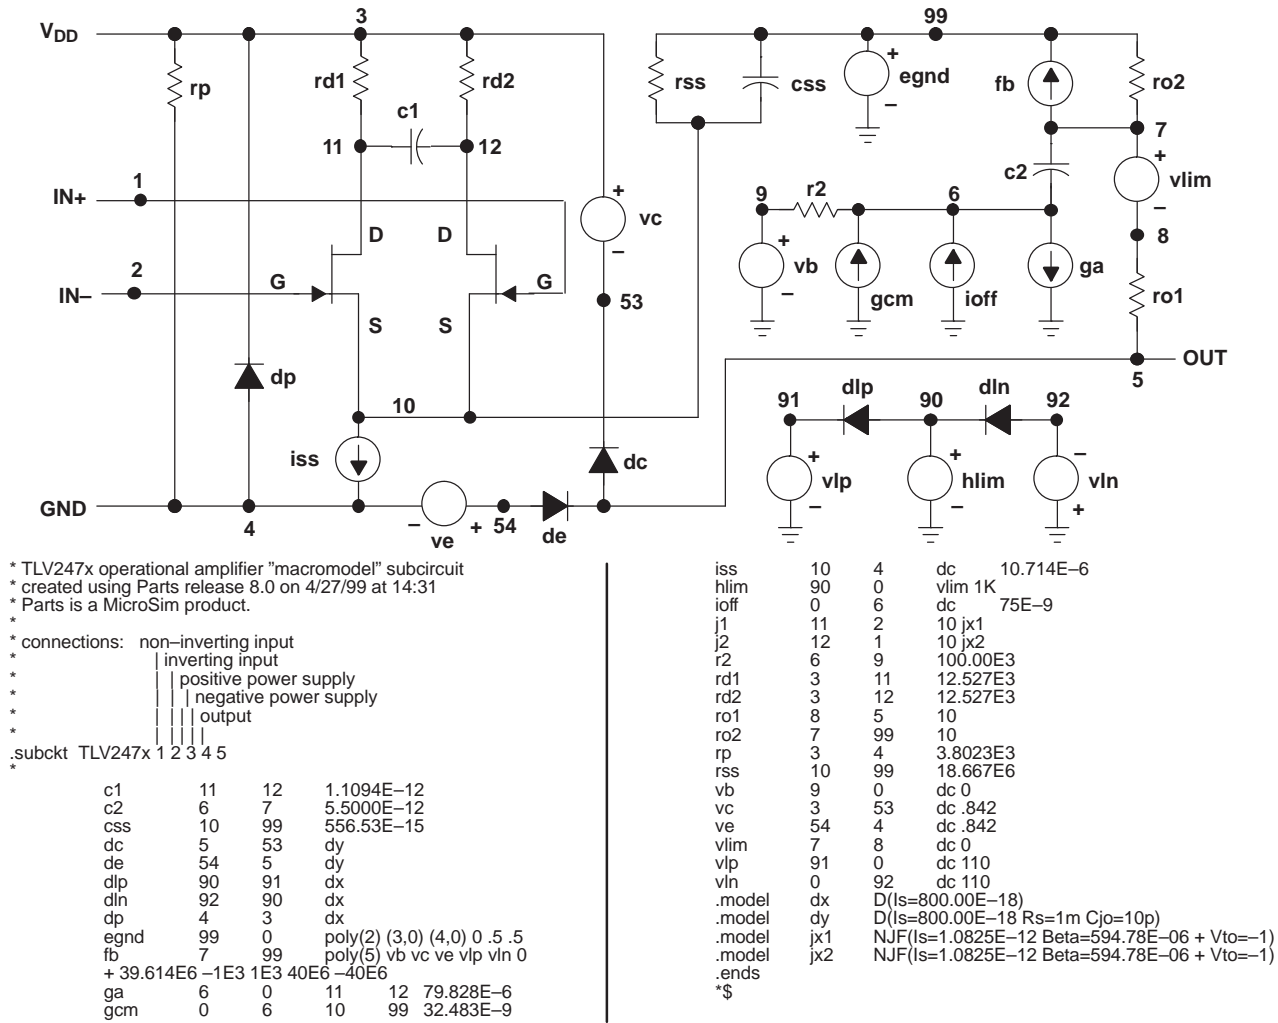 3
99
VDD
rp
rd1
rd2
c1
11
12
rss
css
+
egnd
–
fb
ro2
7
c2
+
vlim
–
1
IN+
9
r2
6
8
+
vc
–
D
D
+
vb
–
gcm
ioff
ga
ro1
2
IN–
G
G
53
S
S
OUT
5
dp
10
91
dlp
90
dln
92
iss
dc
+
vlp
–
+
hlim
–
–
vln
+
GND
4
–
ve
+
54
de
* TLV247x operational amplifier ”macromodel” subcircuit
* created using Parts release 8.0 on 4/27/99 at 14:31
* Parts is a MicroSim product.
*
* connections: non–inverting input
* | inverting input
* | | positive power supply
* | | | negative power supply
* | | | | output
* | | | | |
.subckt TLV247x 1 2 3 4 5
*
c1 11 12 1.1094E–12
c2 6 7 5.5000E–12
css 10 99 556.53E–15
dc 5 53 dy
de 54 5 dy
dlp 90 91 dx
dln 92 90 dx
dp 4 3 dx
egnd 99 0 poly(2) (3,0) (4,0) 0 .5 .5
fb 7 99 poly(5) vb vc ve vlp vln 0
+ 39.614E6 –1E3 1E3 40E6 –40E6
ga 6 0 11 12 79.828E–6
gcm 0 6 10 99 32.483E–9
iss 10 4 dc 10.714E–6
hlim 90 0 vlim 1K
ioff 0 6 dc 75E–9
j1 11 2 10 jx1
j2 12 1 10 jx2
r2 6 9 100.00E3
rd1 3 11 12.527E3
rd2 3 12 12.527E3
ro1 8 5 10
ro2 7 99 10
rp 3 4 3.8023E3
rss 10 99 18.667E6
vb 9 0 dc 0
vc 3 53 dc .842
ve 54 4 dc .842
vlim 7 8 dc 0
vlp 91 0 dc 110
vln 0 92 dc 110
.model dx D(Is=800.00E–18)
.model dy D(Is=800.00E–18 Rs=1m Cjo=10p)
.model jx1 NJF(Is=1.0825E–12 Beta=594.78E–06 + Vto=–1)
.model jx2 NJF(Is=1.0825E–12 Beta=594.78E–06 + Vto=–1)
.ends
*$